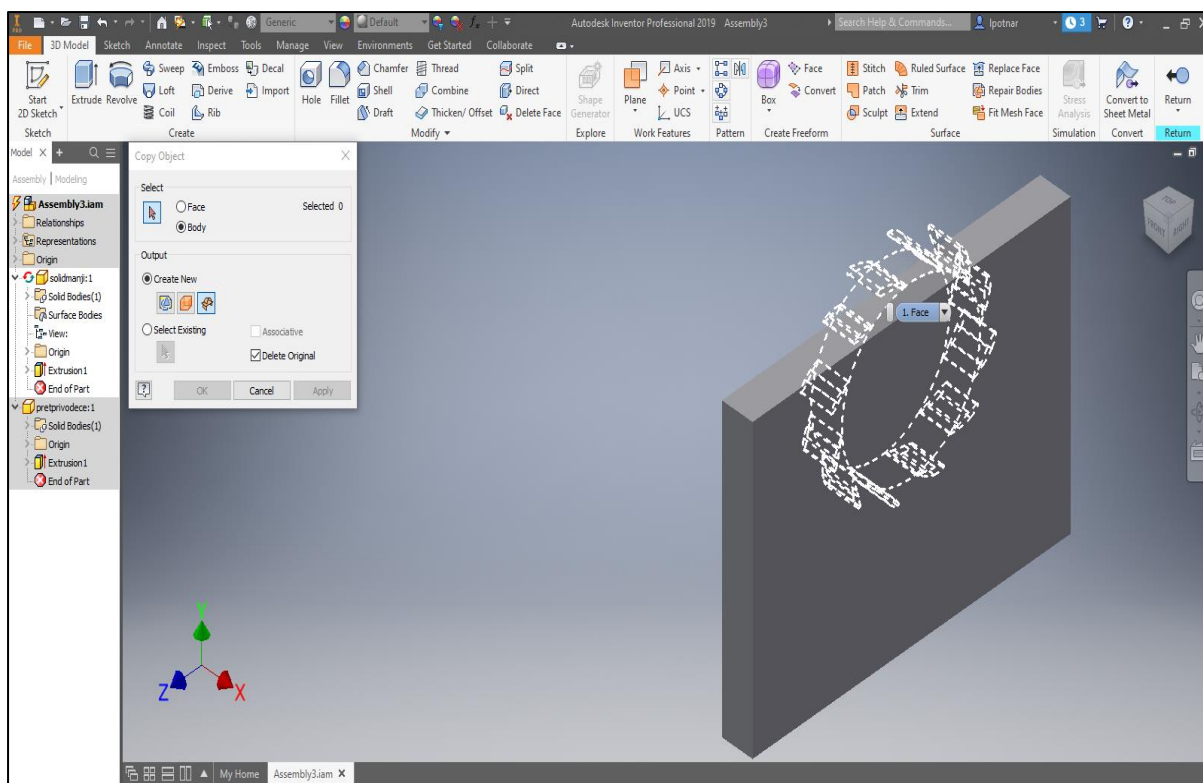 Generic
Default
Autodesk Inventor Professional 2019 Assembly3
Search Help & Commands...
lpotnar
3
File 3D Model Sketch Annotate Inspect Tools Manage View Environments Get Started Collaborate
Start 2D Sketch
Extrude Revolve
Sweep Emboss Decal
Loft Derive Import
Coil Rib
Hole Fillet
Chamfer Thread Split
Shell Combine Direct
Draft Thicken/ Offset Delete Face
Shape Generator
Plane
Axis
Point
UCS
Box
Face
Convert
Stitch Ruled Surface Replace Face
Patch Trim Repair Bodies
Sculpt Extend Fit Mesh Face
Stress Analysis
Convert to Sheet Metal
Return
Sketch Create Modify Explore Work Features Pattern Create Freeform Surface Simulation Convert Return
Model X +
Assembly Modeling
Assembly3.iam
Relationships
Representations
Origin
solidmanji:1
Solid Bodies(1)
Surface Bodies
View:
Origin
Extrusion1
End of Part
pretprivodece:1
Solid Bodies(1)
Origin
Extrusion1
End of Part
Copy Object
Select
Face
Selected 0
Body
Output
Create New
Select Existing
Associative
Delete Original
OK Cancel Apply
1. Face
FRONT RIGHT
Y
Z X
My Home Assembly3.iam X